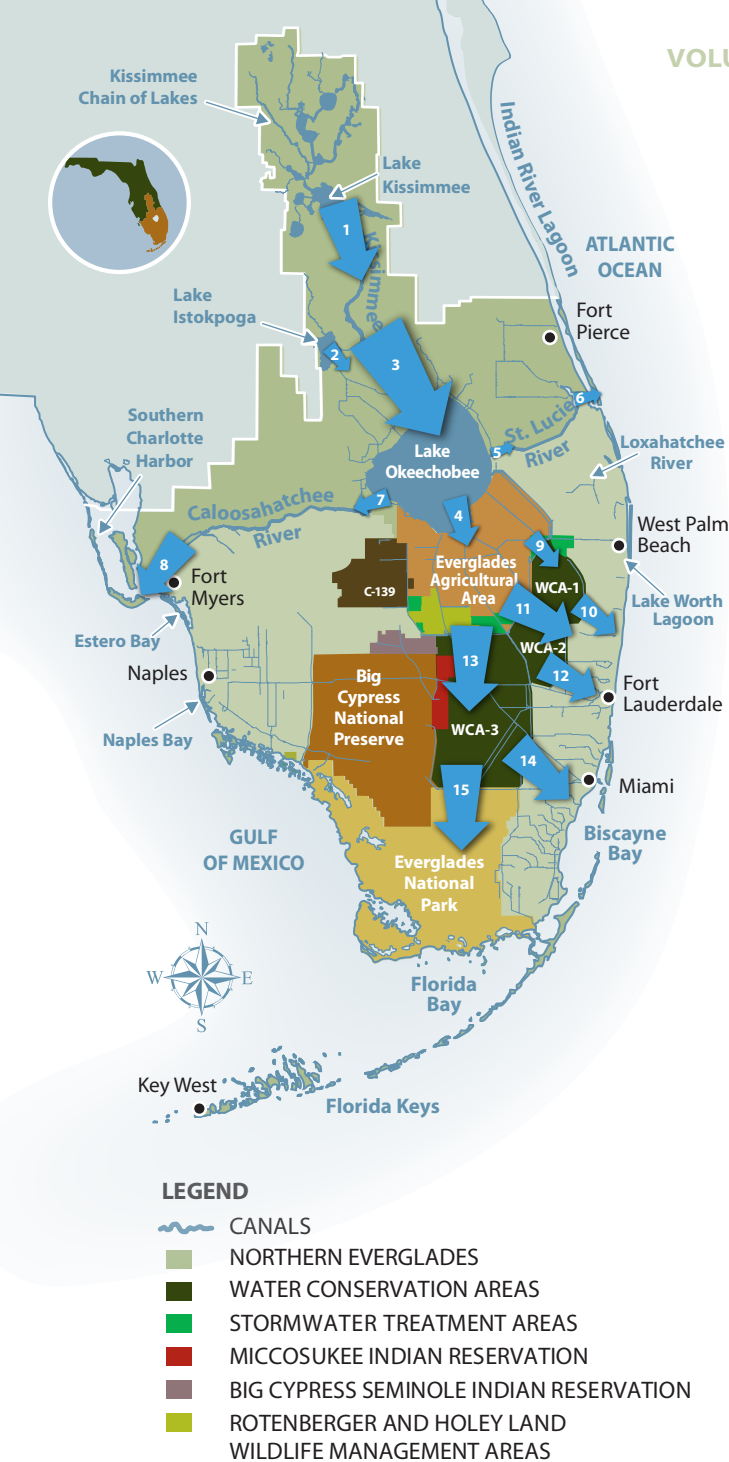 VOLU
Kissimmee
Chain of Lakes
Lake
Kissimmee
Indian River Lagoon
1
Kissimmee
ATLANTIC
OCEAN
Lake
Istokpoga
Fort
Pierce
2
3
6
Southern
Charlotte
Harbor
St. Lucie
River
5
Loxahatchee
River
Lake
Okeechobee
Caloosahatchee
River
7
4
West Palm
Beach
8
9
Fort
Myers
C-139
Everglades
Agricultural
Area
WCA-1
Lake Worth
Lagoon
11
10
Estero Bay
WCA-2
13
12
Naples
Big
Cypress
National
Preserve
Fort
Lauderdale
Naples Bay
WCA-3
14
15
Miami
GULF
OF MEXICO
Biscayne
Bay
Everglades
National
Park
N
W
E
S
Florida
Bay
Key West
Florida Keys
LEGEND
CANALS
NORTHERN EVERGLADES
WATER CONSERVATION AREAS
STORMWATER TREATMENT AREAS
MICCOSUKEE INDIAN RESERVATION
BIG CYPRESS SEMINOLE INDIAN RESERVATION
ROTENBERGER AND HOLEY LAND
WILDLIFE MANAGEMENT AREAS